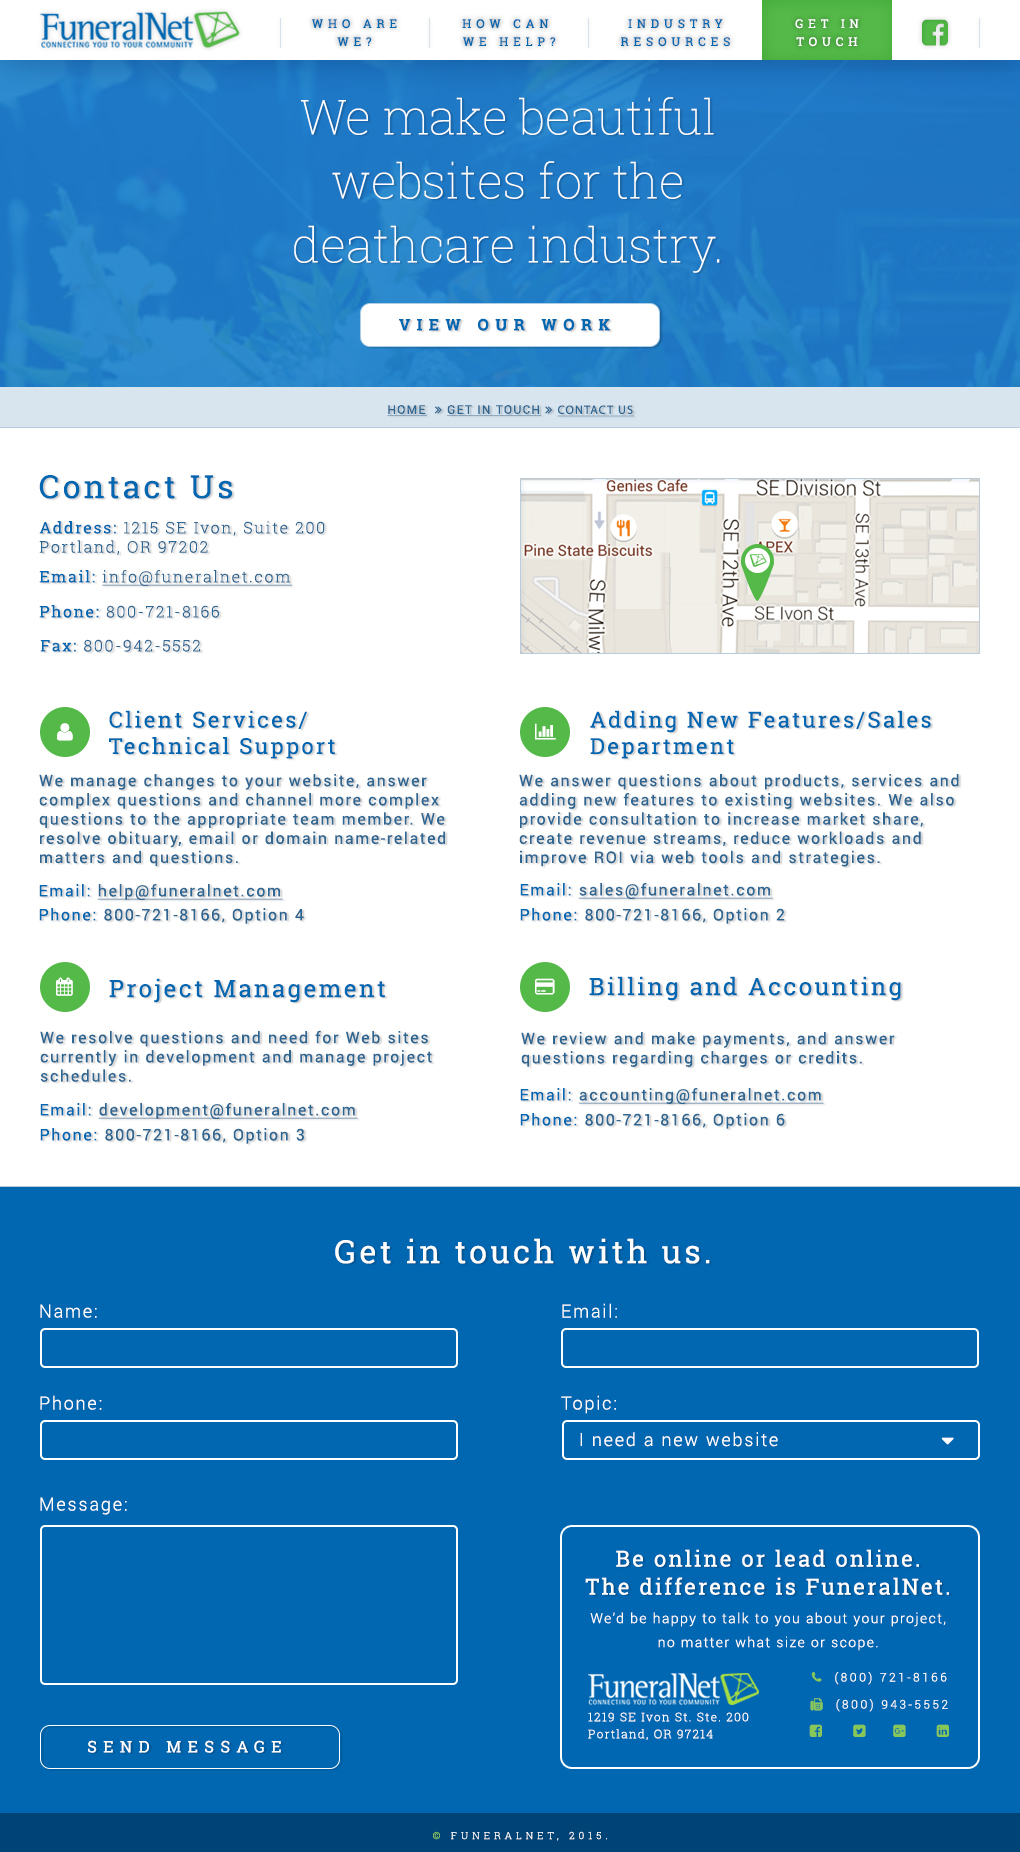 FuneralNet
CONNECTING YOU TO YOUR COMMUNITY
WHO ARE
WE?
HOW CAN
WE HELP?
INDUSTRY
RESOURCES
GET IN
TOUCH
We make beautiful
websites for the
deathcare industry.
VIEW OUR WORK
HOME » GET IN TOUCH » CONTACT US
Contact Us
Address: 1215 SE Ivon, Suite 200
Portland, OR 97202
Email: info@funeralnet.com
Phone: 800-721-8166
Fax: 800-942-5552
Genies Cafe
SE Division St
Pine State Biscuits
APEX
SE 12th Ave
SE 13th Ave
SE Milw
SE Ivon St
Client Services/
Technical Support
We manage changes to your website, answer
complex questions and channel more complex
questions to the appropriate team member. We
resolve obituary, email or domain name-related
matters and questions.
Email: help@funeralnet.com
Phone: 800-721-8166, Option 4
Adding New Features/Sales
Department
We answer questions about products, services and
adding new features to existing websites. We also
provide consultation to increase market share,
create revenue streams, reduce workloads and
improve ROI via web tools and strategies.
Email: sales@funeralnet.com
Phone: 800-721-8166, Option 2
Project Management
We resolve questions and need for Web sites
currently in development and manage project
schedules.
Email: development@funeralnet.com
Phone: 800-721-8166, Option 3
Billing and Accounting
We review and make payments, and answer
questions regarding charges or credits.
Email: accounting@funeralnet.com
Phone: 800-721-8166, Option 6
Get in touch with us.
Name:
Email:
Phone:
Topic:
I need a new website
Message:
SEND MESSAGE
Be online or lead online.
The difference is FuneralNet.
We'd be happy to talk to you about your project,
no matter what size or scope.
FuneralNet
CONNECTING YOU TO YOUR COMMUNITY
1219 SE Ivon St. Ste. 200
Portland, OR 97214
(800) 721-8166
(800) 943-5552
© FUNERALNET, 2015.